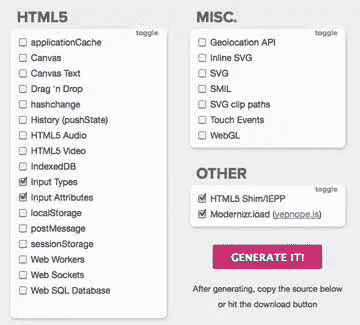 HTML5
toggle
applicationCache
Canvas
Canvas Text
Drag 'n Drop
hashchange
History (pushState)
HTML5 Audio
HTML5 Video
IndexedDB
Input Types
Input Attributes
localStorage
postMessage
sessionStorage
Web Workers
Web Sockets
Web SQL Database
MISC.
toggle
Geolocation API
Inline SVG
SVG
SMIL
SVG clip paths
Touch Events
WebGL
OTHER
toggle
HTML5 Shim/IEPP
Modernizr.load (yepnope.js)
GENERATE IT!
After generating, copy the source below
or hit the download button